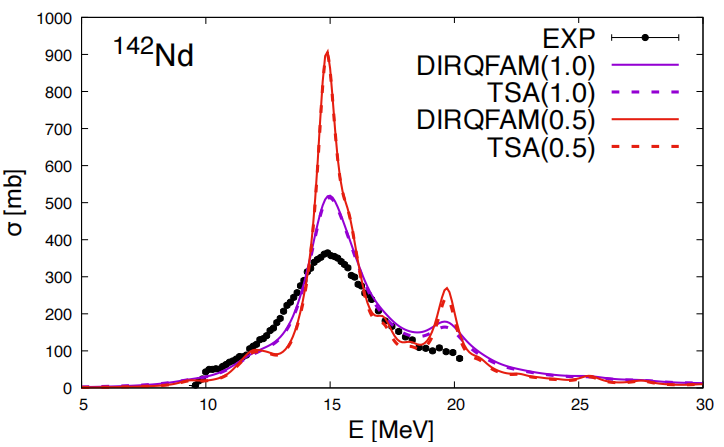 1000
900
800
700
600
500
400
300
200
100
0
σ [mb]
¹⁴²Nd
EXP
DIRQFAM(1.0)
TSA(1.0)
DIRQFAM(0.5)
TSA(0.5)
5 10 15 20 25 30
E [MeV]